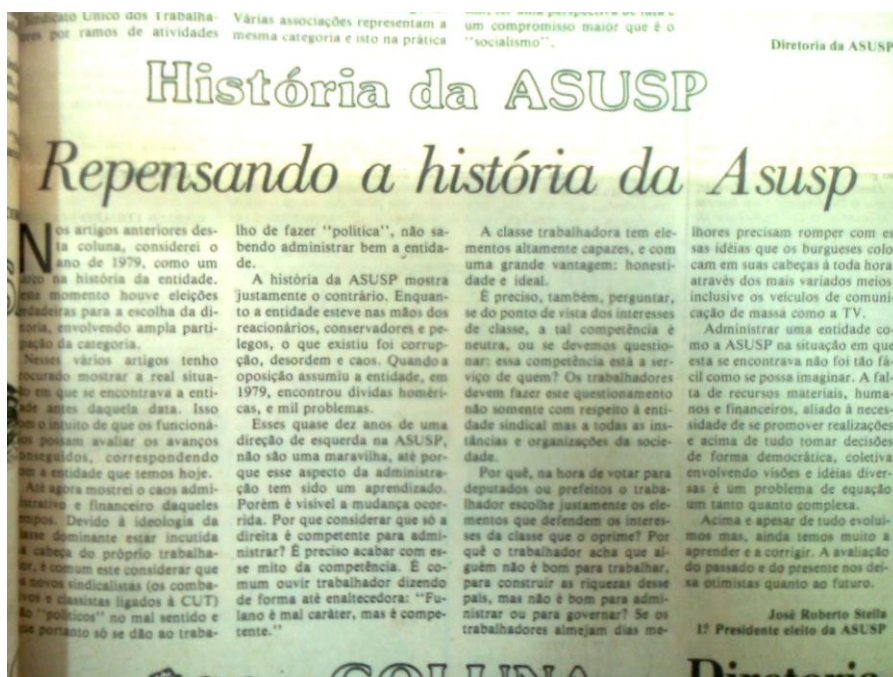 Sindicato Único dos Trabalha-
ores por ramos de atividades
Várias associações representam a
mesma categoria e isto na prática
um compromisso maior que é o
"socialismo".
Diretoria da ASUSP
História da ASUSP
Repensando a história da Asusp
Nos artigos anteriores des-
ta coluna, considerei o
ano de 1979, como um
arco na história da entidade.
momento houve eleições
rdadeiras para a escolha da di-
toria, envolvendo ampla parti-
pação da categoria.
Nesses vários artigos tenho
rocurado mostrar a real situa-
em que se encontrava a enti-
de antes daquela data. Isso
o intuito de que os funcioná-
os possam avaliar os avanços
nseguidos, correspondendo
a entidade que temos hoje.
Até agora mostrei o caos admi-
strativo e financeiro daqueles
mpos. Devido à ideologia da
asse dominante estar incutida
a cabeça do próprio trabalha-
r, é comum este considerar que
novos sindicalistas (os comba-
vos e classistas ligados à CUT)
"políticos" no mal sentido e
portanto só se dão ao traba-
lho de fazer "política", não sa-
bendo administrar bem a entida-
de.
A história da ASUSP mostra
justamente o contrário. Enquan-
to a entidade esteve nas mãos dos
reacionários, conservadores e pe-
legos, o que existiu foi corrup-
ção, desordem e caos. Quando a
oposição assumiu a entidade, em
1979, encontrou dívidas homéri-
cas, e mil problemas.
Esses quase dez anos de uma
direção de esquerda na ASUSP,
não são uma maravilha, até por-
que esse aspecto da administra-
ção tem sido um aprendizado.
Porém é visível a mudança ocor-
rida. Por que considerar que só a
direita é competente para admi-
nistrar? É preciso acabar com es-
se mito da competência. É co-
mum ouvir trabalhador dizendo
de forma até enaltecedora: "Fu-
lano é mal caráter, mas é compe-
tente."
A classe trabalhadora tem ele-
mentos altamente capazes, e com
uma grande vantagem: honesti-
dade e ideal.
É preciso, também, perguntar,
se do ponto de vista dos interesses
de classe, a tal competência é
neutra, ou se devemos questio-
nar: essa competência está a ser-
viço de quem? Os trabalhadores
devem fazer este questionamento
não somente com respeito à enti-
dade sindical mas a todas as ins-
tâncias e organizações da socie-
dade.
Por quê, na hora de votar para
deputados ou prefeitos o traba-
lhador escolhe justamente os ele-
mentos que defendem os interes-
ses da classe que o oprime? Por
quê o trabalhador acha que al-
guém não é bom para trabalhar,
para construir as riquezas desse
país, mas não é bom para admi-
nistrar ou para governar? Se os
trabalhadores almejam dias me-
lhores precisam romper com es
sas idéias que os burgueses colo
cam em suas cabeças à toda hora
através dos mais variados meios
inclusive os veículos de comuni
cação de massa como a TV.
Administrar uma entidade co-
mo a ASUSP na situação em que
esta se encontrava não foi tão fá-
cil como se possa imaginar. A fal-
ta de recursos materiais, huma-
nos e financeiros, aliado à neces-
sidade de se promover realizações
e acima de tudo tomar decisões
de forma democrática, coletiva
envolvendo visões e idéias diver-
sas é um problema de equação
um tanto quanto complexa.
Acima e apesar de tudo evoluí-
mos mas, ainda temos muito a
aprender e a corrigir. A avaliação
do passado e do presente nos dei-
xa otimistas quanto ao futuro.
José Roberto Stella
1º Presidente eleito da ASUSP
COLUNA
Diretoria